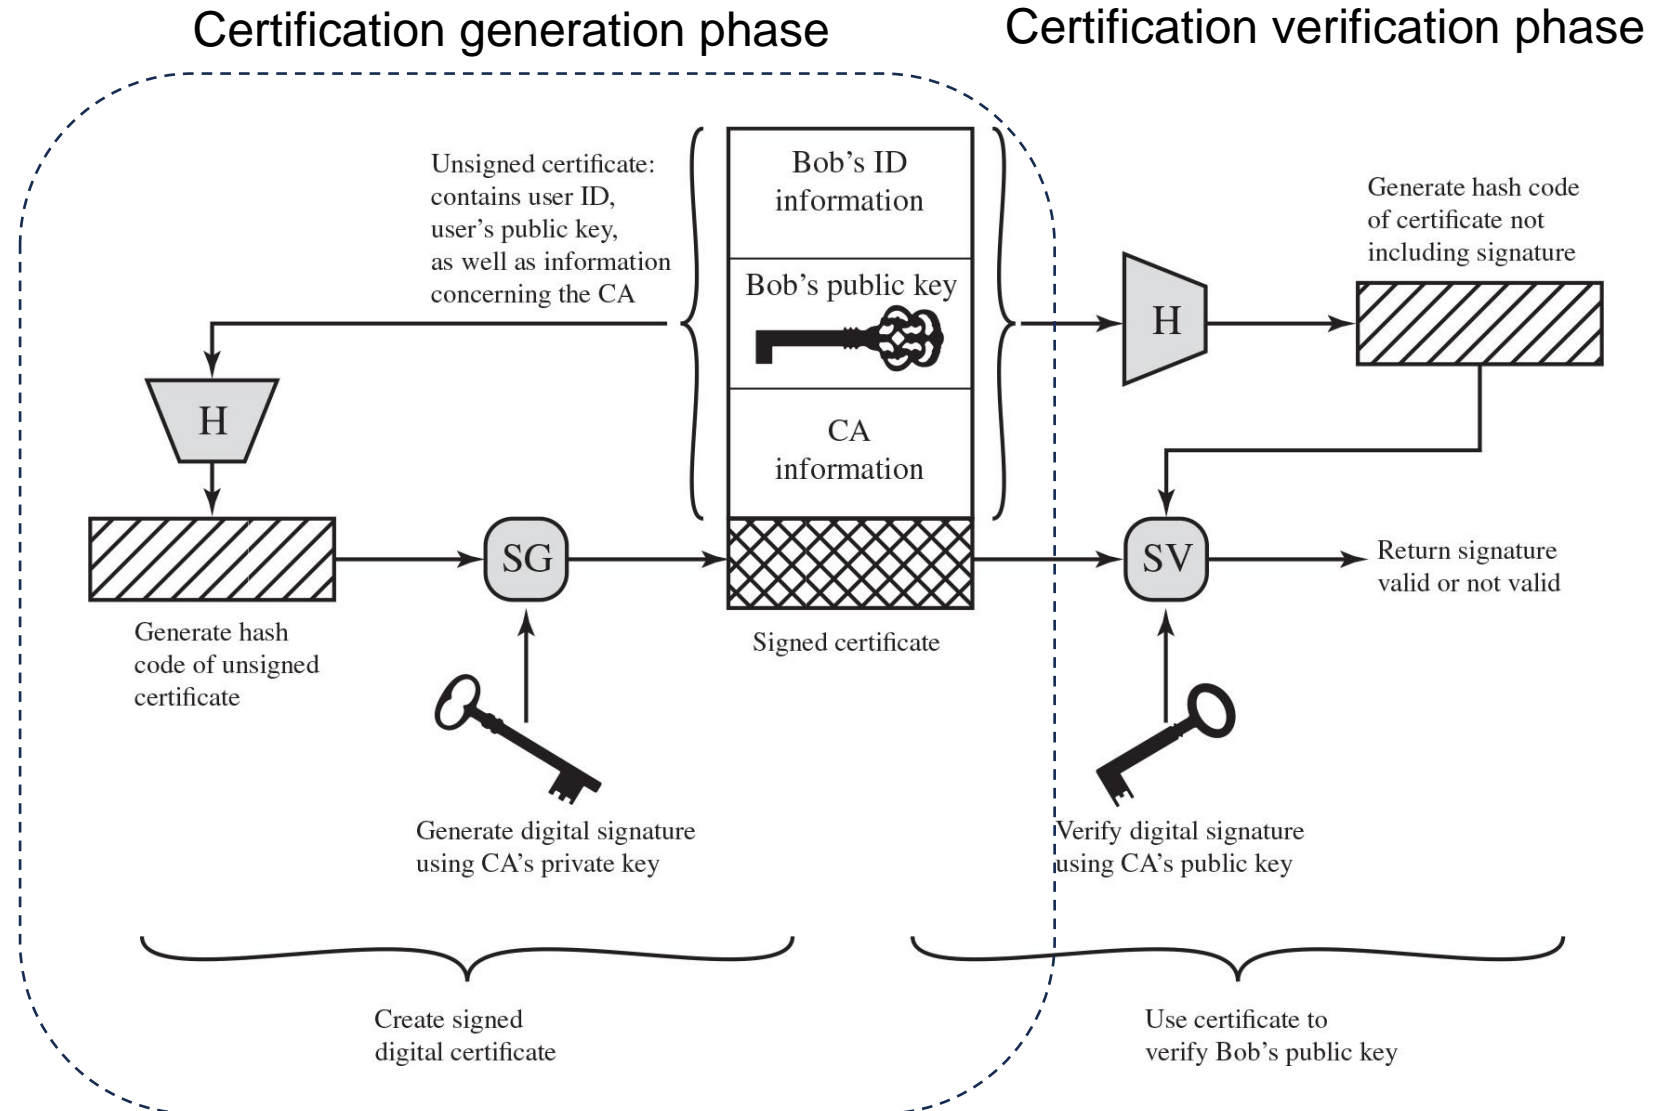 Certification generation phase
Certification verification phase
Unsigned certificate:
contains user ID,
user’s public key,
as well as information
concerning the CA
Bob’s ID
information
Bob’s public key
CA
information
Generate hash code
of certificate not
including signature
H
H
SG
SV
Return signature
valid or not valid
Generate hash
code of unsigned
certificate
Signed certificate
Generate digital signature
using CA’s private key
Verify digital signature
using CA’s public key
Create signed
digital certificate
Use certificate to
verify Bob’s public key